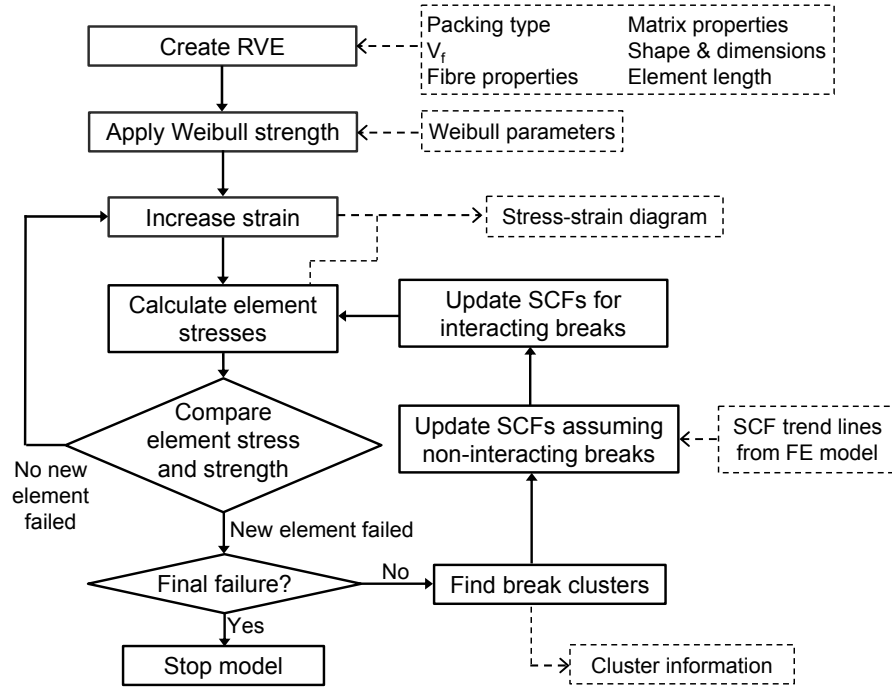 Create RVE
Packing type
V_f
Fibre properties
Matrix properties
Shape & dimensions
Element length
Apply Weibull strength
Weibull parameters
Increase strain
Stress-strain diagram
Calculate element
stresses
Update SCFs for
interacting breaks
Compare
element stress
and strength
Update SCFs assuming
non-interacting breaks
SCF trend lines
from FE model
No new
element
failed
New element failed
Final failure?
No
Find break clusters
Yes
Stop model
Cluster information